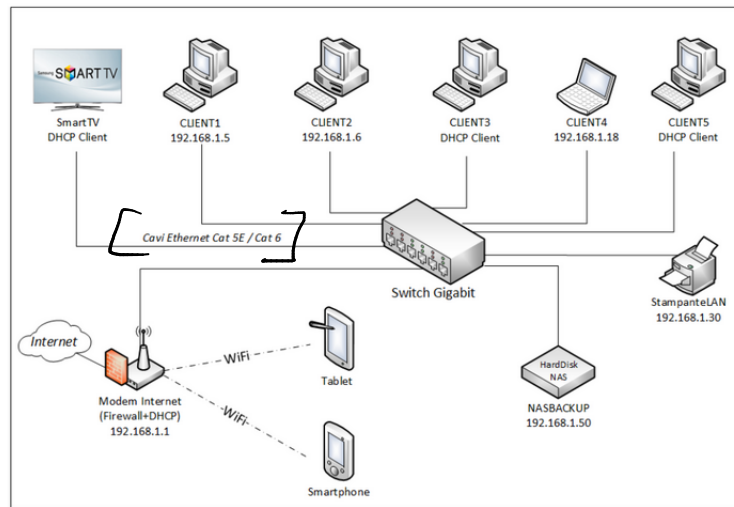 Samsung SMART TV
SmartTV
DHCP Client
CLIENT1
192.168.1.5
CLIENT2
192.168.1.6
CLIENT3
DHCP Client
CLIENT4
192.168.1.18
CLIENT5
DHCP Client
Cavi Ethernet Cat 5E / Cat 6
Switch Gigabit
StampanteLAN
192.168.1.30
Internet
WiFi
Tablet
HardDisk
NAS
NASBACKUP
192.168.1.50
Modem Internet
(Firewall+DHCP)
192.168.1.1
WiFi
Smartphone